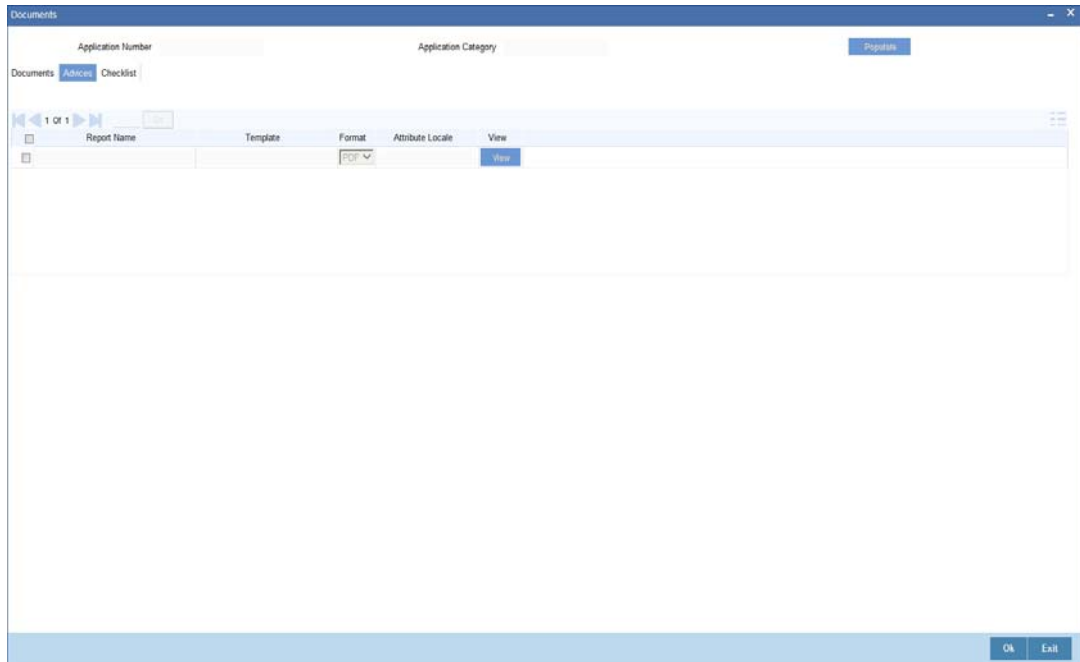 Documents
Application Number Application Category Populate
Documents Advices Checklist
1 Of 1 Go
Report Name Template Format Attribute Locale View
PDF View
Ok Exit